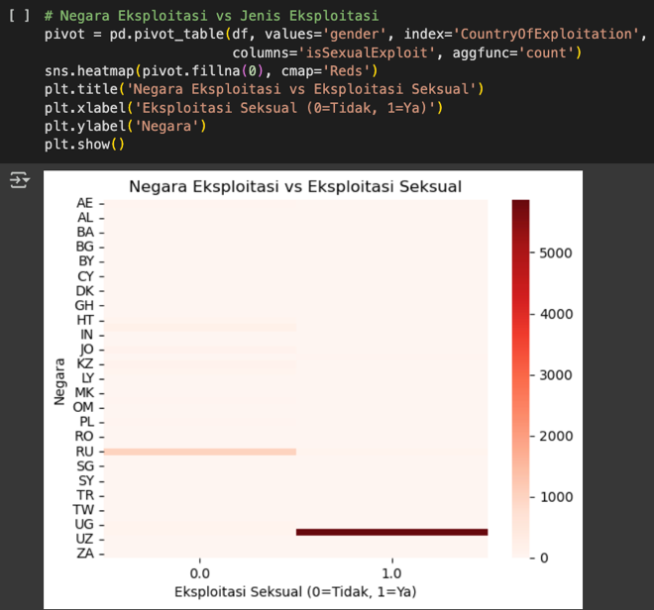 [ ] # Negara Eksploitasi vs Jenis Eksploitasi
pivot = pd.pivot_table(df, values='gender', index='CountryOfExploitation',
columns='isSexualExploit', aggfunc='count')
sns.heatmap(pivot.fillna(0), cmap='Reds')
plt.title('Negara Eksploitasi vs Eksploitasi Seksual')
plt.xlabel('Eksploitasi Seksual (0=Tidak, 1=Ya)')
plt.ylabel('Negara')
plt.show()
Negara Eksploitasi vs Eksploitasi Seksual
Negara
AE
AL
BA
BG
BY
CY
DK
GH
HT
IN
JO
KZ
LY
MK
OM
PL
RO
RU
SG
SY
TR
TW
UG
UZ
ZA
0.0 1.0
Eksploitasi Seksual (0=Tidak, 1=Ya)
5000
4000
3000
2000
1000
0